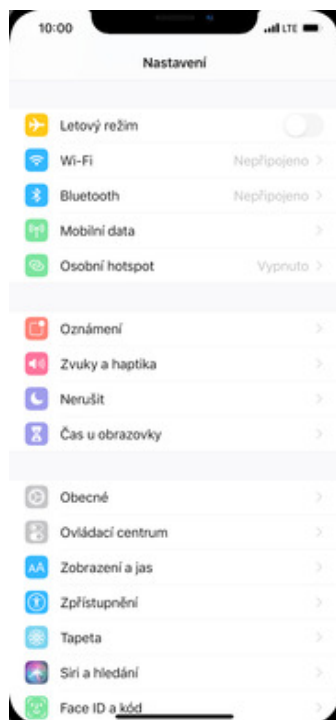 10:00 LTE
Nastavení
Letový režim
Wi-Fi Nepřipojeno
Bluetooth Nepřipojeno
Mobilní data
Osobní hotspot Vypnuto
Oznámení
Zvuky a haptika
Nerušit
Čas u obrazovky
Obecné
Ovládací centrum
AA Zobrazení a jas
Zpřístupnění
Tapeta
Siri a hledání
Face ID a kód